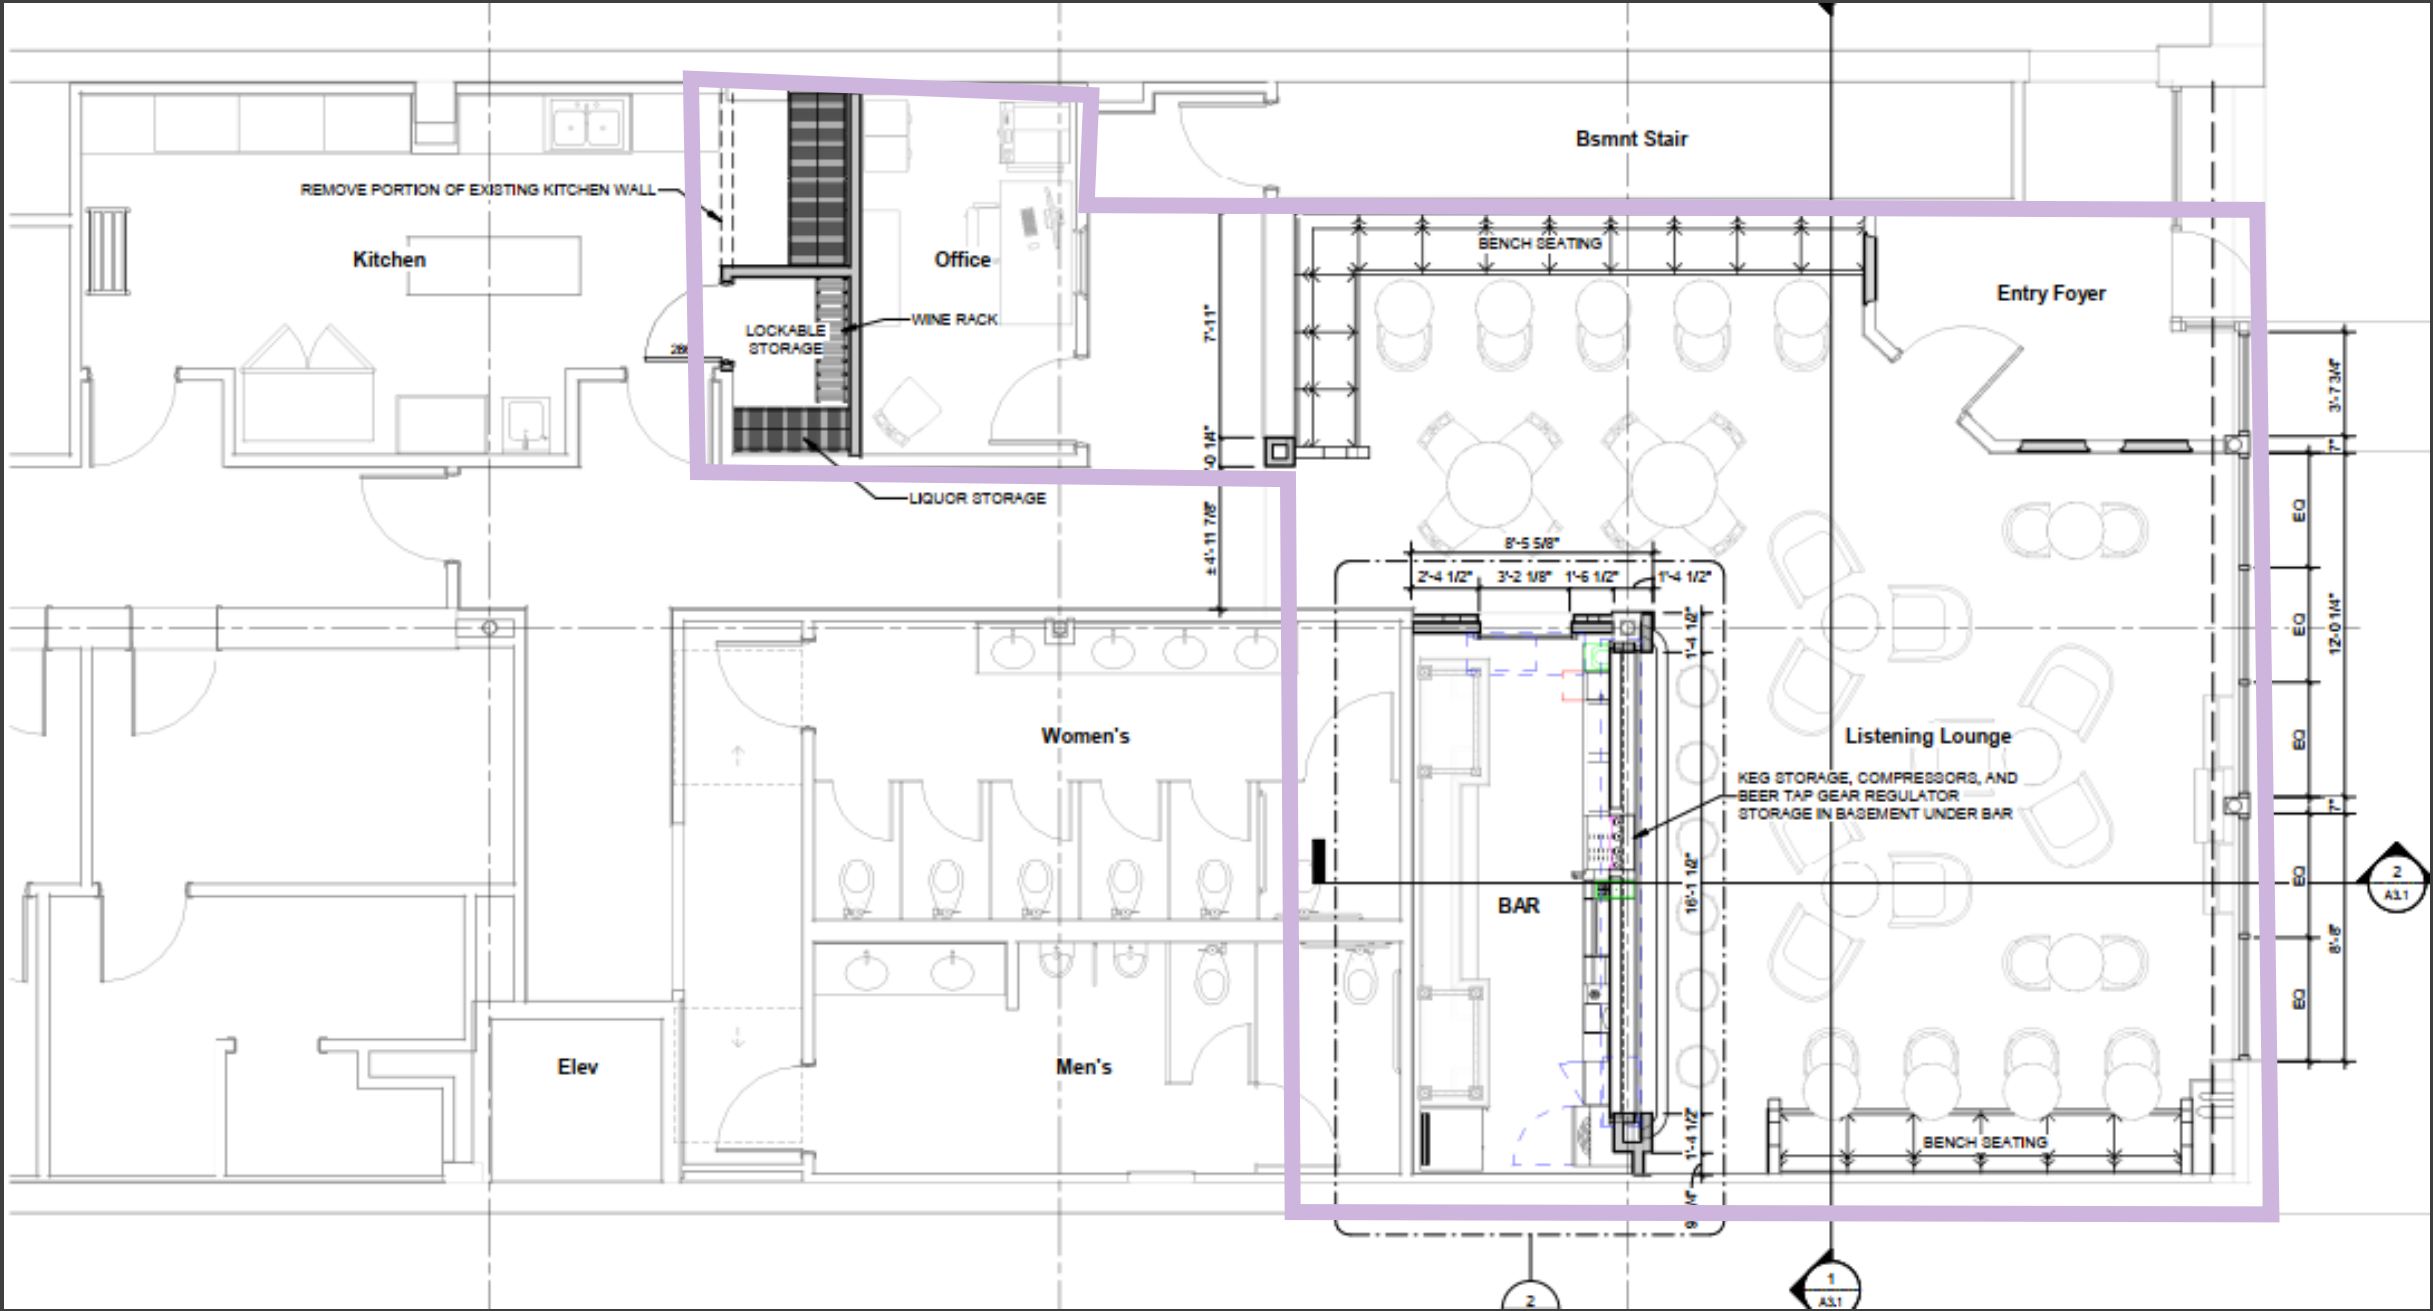 Bsmnt Stair
REMOVE PORTION OF EXISTING KITCHEN WALL
BENCH SEATING
Kitchen
Office
Entry Foyer
WINE RACK
LOCKABLE
STORAGE
7'-11"
3'-7 3/4"
7"
LIQUOR STORAGE
± 4'-11 7/8"
EQ
8'-5 5/8"
2'-4 1/2"
3'-2 1/8"
1'-6 1/2"
1'-4 1/2"
1'-4 1/2"
EQ
12'-0 1/4"
Women's
Listening Lounge
EQ
KEG STORAGE, COMPRESSORS, AND
BEER TAP GEAR REGULATOR
STORAGE IN BASEMENT UNDER BAR
7"
16'-1 1/2"
EQ
2
A3.1
BAR
8'-8"
EQ
Elev
Men's
1'-4 1/2"
BENCH SEATING
1
A3.1
2